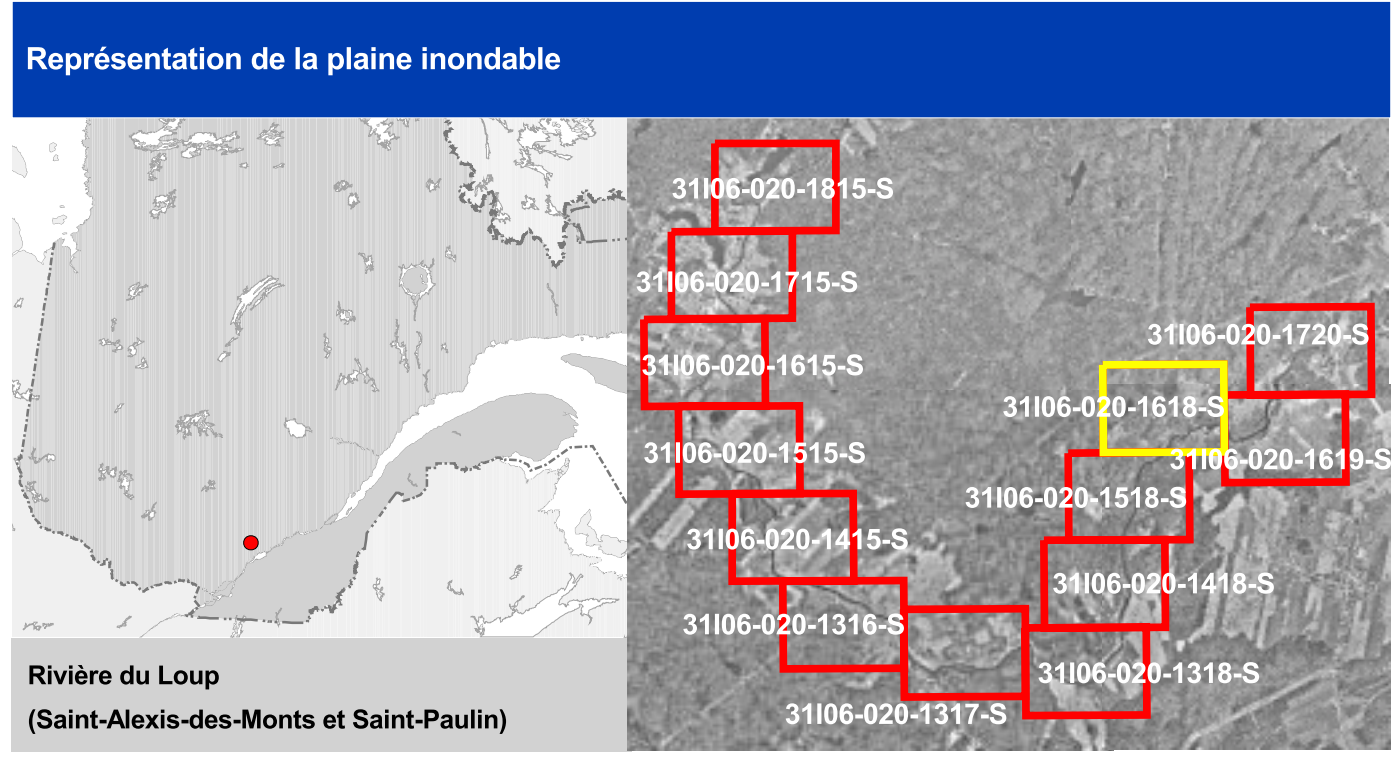 Représentation de la plaine inondable
31I06-020-1815-S
31I06-020-1715-S
31I06-020-1720-S
31I06-020-1615-S
31I06-020-1618-S
31I06-020-1515-S
31I06-020-1619-S
31I06-020-1518-S
31I06-020-1415-S
31I06-020-1418-S
31I06-020-1316-S
31I06-020-1318-S
31I06-020-1317-S
Rivière du Loup
(Saint-Alexis-des-Monts et Saint-Paulin)